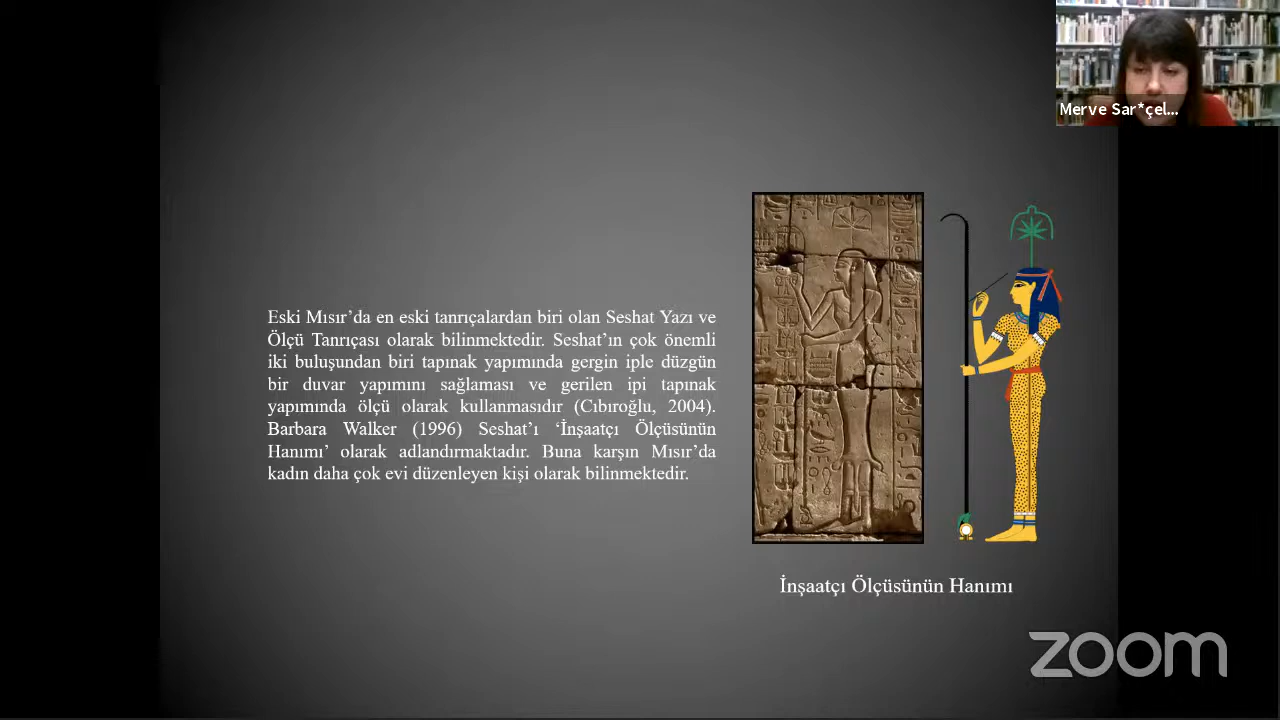 Merve Sar*çel...
Eski Mısır’da en eski tanrıçalardan biri olan Seshat Yazı ve
Ölçü Tanrıçası olarak bilinmektedir. Seshat’ın çok önemli
iki buluşundan biri tapınak yapımında gergin iple düzgün
bir duvar yapımını sağlaması ve gerilen ipi tapınak
yapımında ölçü olarak kullanmasıdır (Cıbıroğlu, 2004).
Barbara Walker (1996) Seshat’ı ‘İnşaatçı Ölçüsünün
Hanımı’ olarak adlandırmaktadır. Buna karşın Mısır’da
kadın daha çok evi düzenleyen kişi olarak bilinmektedir.
İnşaatçı Ölçüsünün Hanımı
zoom